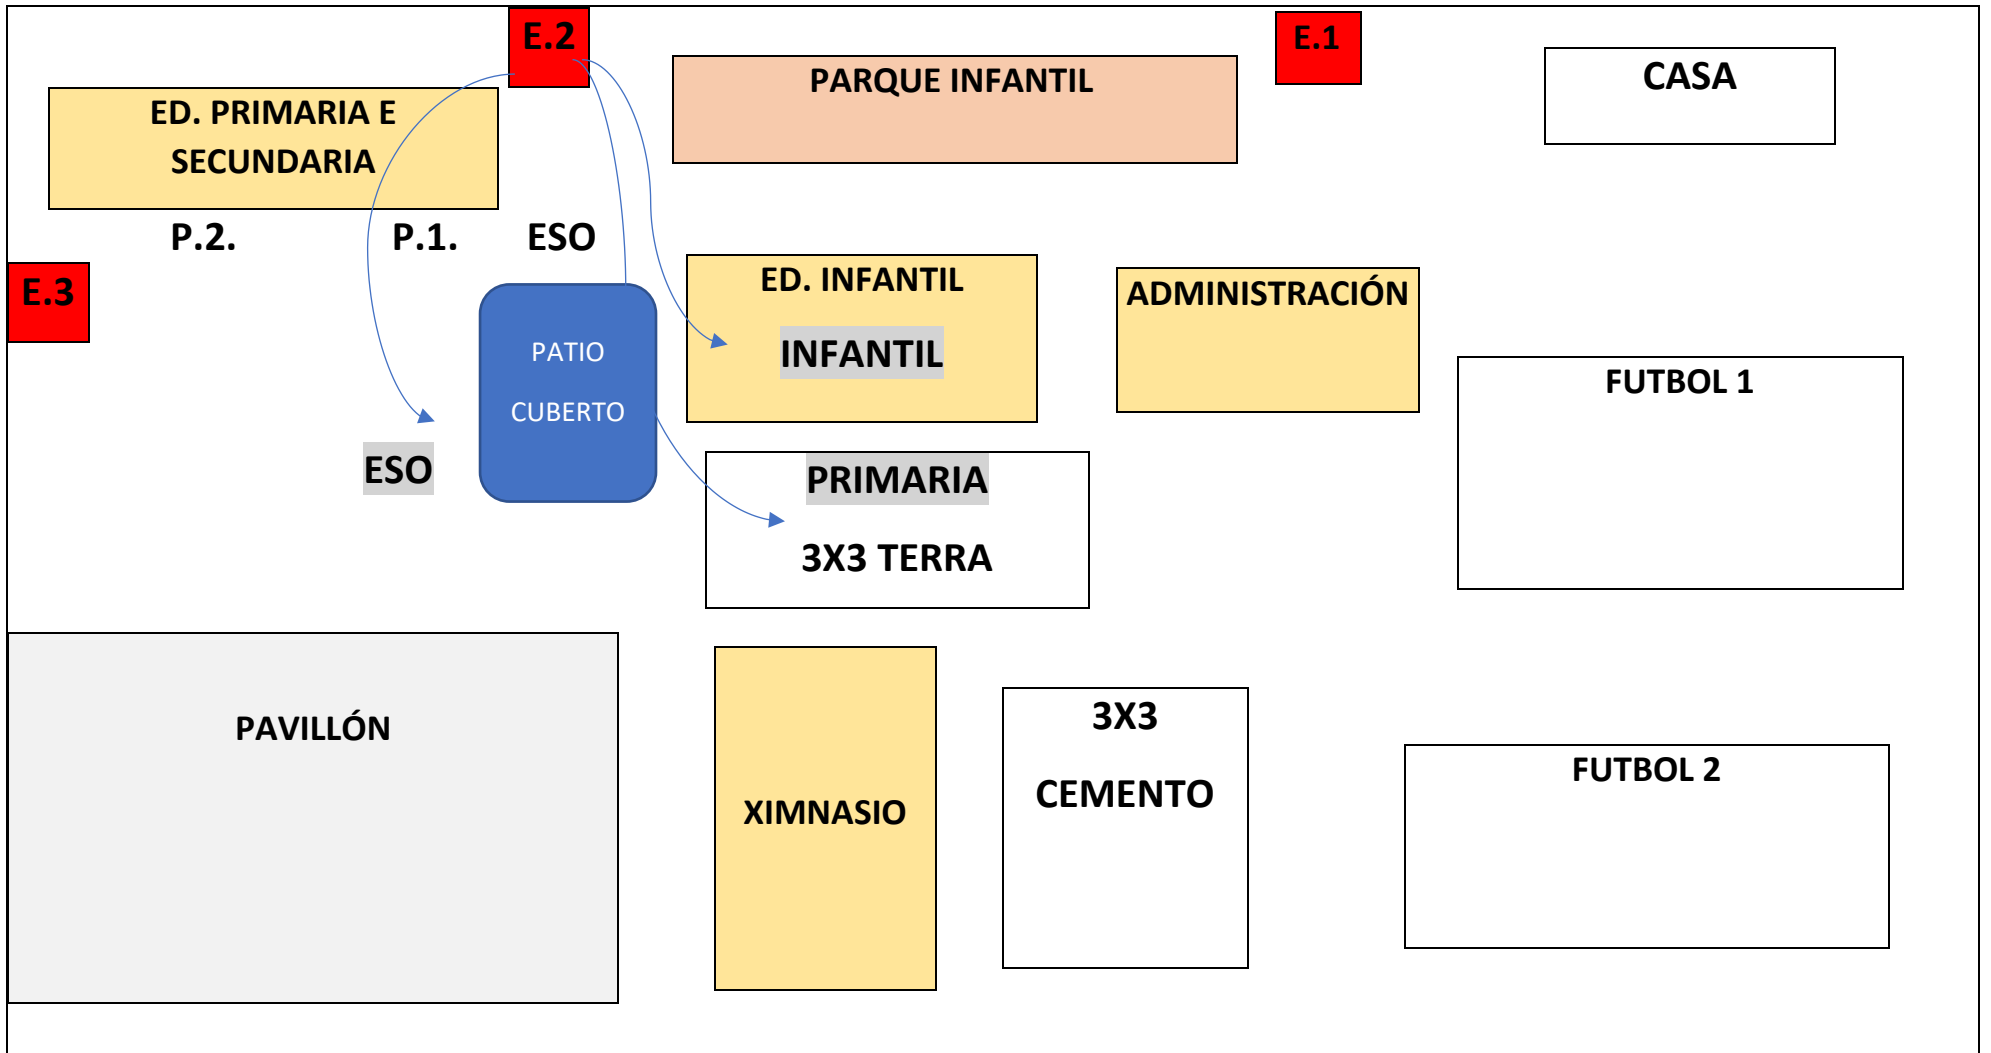 E.2
E.1
PARQUE INFANTIL
CASA
ED. PRIMARIA E
SECUNDARIA
P.2.
P.1.
ESO
E.3
ED. INFANTIL
INFANTIL
ADMINISTRACIÓN
PATIO
CUBERTO
FUTBOL 1
ESO
PRIMARIA
3X3 TERRA
PAVILLÓN
XIMNASIO
3X3
CEMENTO
FUTBOL 2